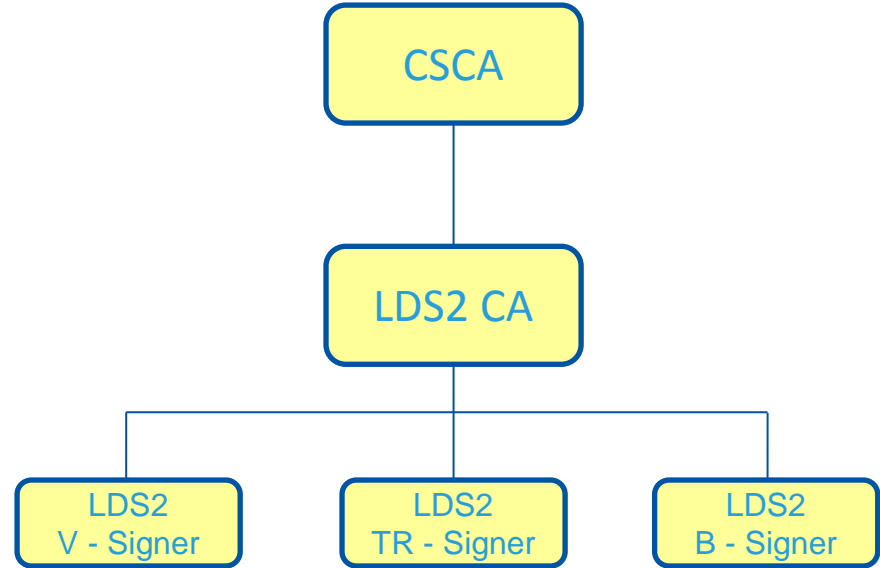 CSCA
LDS2 CA
LDS2
V - Signer
LDS2
TR - Signer
LDS2
B - Signer